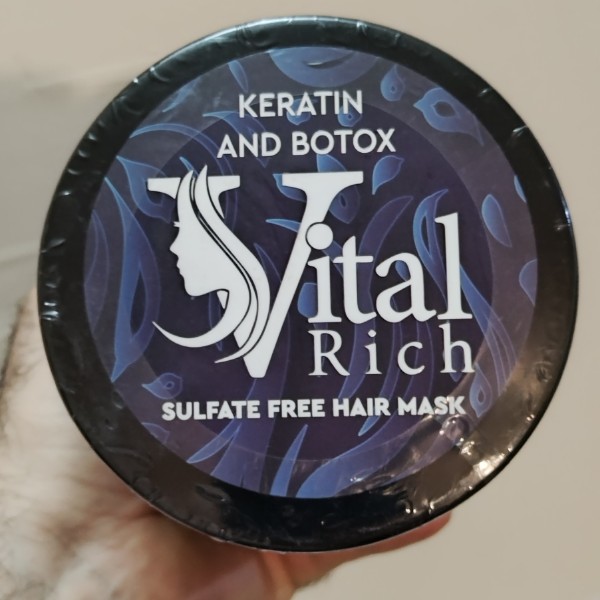 KERATIN
AND BOTOX
Vital
Rich
SULFATE FREE HAIR MASK